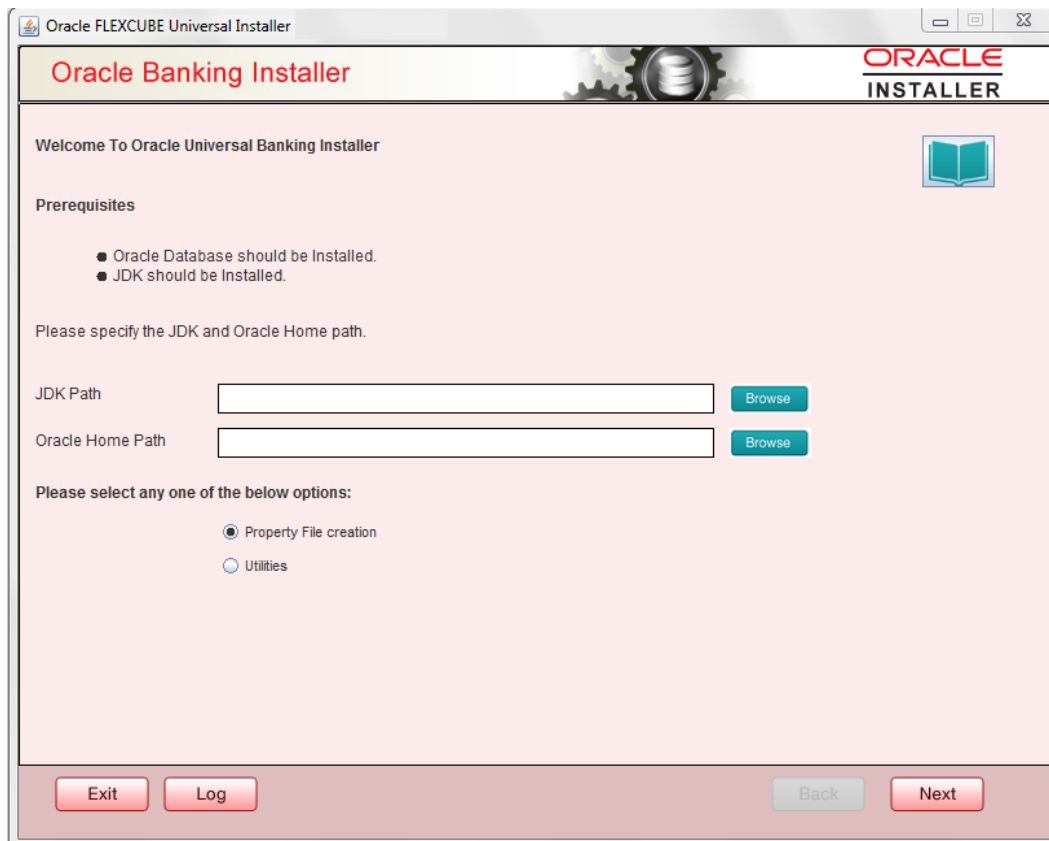 Oracle FLEXCUBE Universal Installer
Oracle Banking Installer
ORACLE
INSTALLER
Welcome To Oracle Universal Banking Installer
Prerequisites
Oracle Database should be Installed.
JDK should be Installed.
Please specify the JDK and Oracle Home path.
JDK Path
Browse
Oracle Home Path
Browse
Please select any one of the below options:
Property File creation
Utilities
Exit
Log
Back
Next